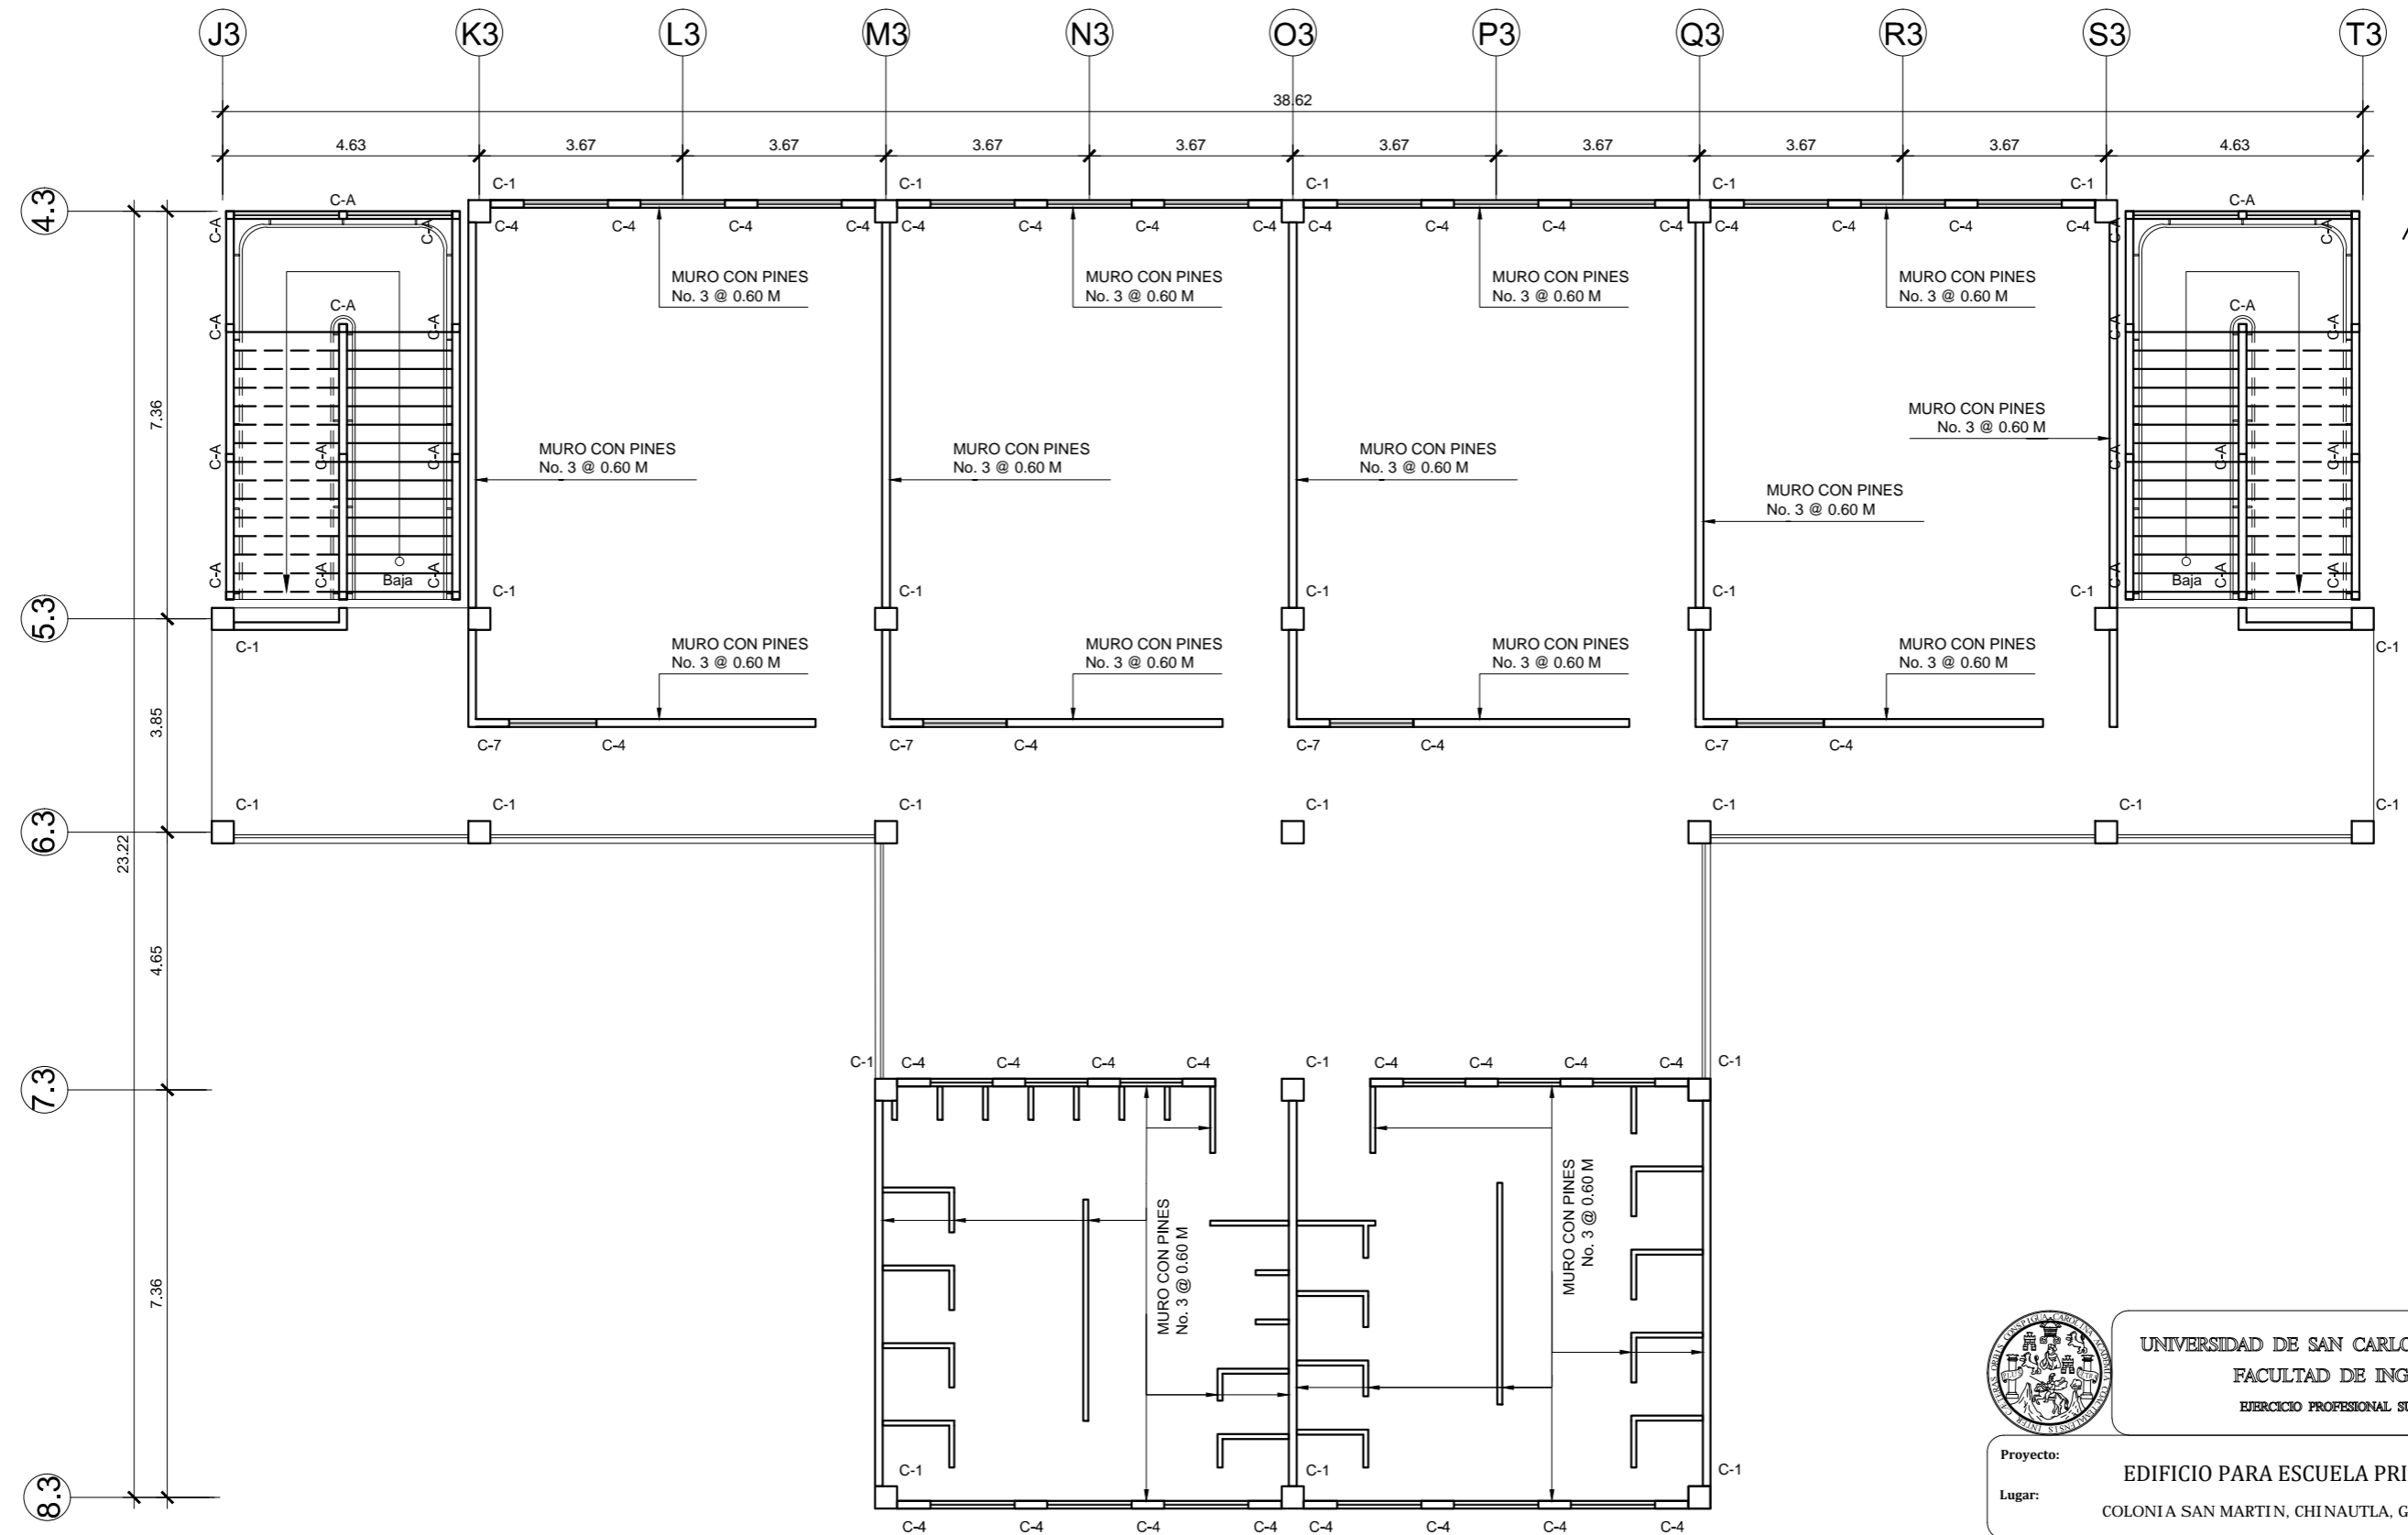 J3 K3 L3 M3 N3 O3 P3 Q3 R3 S3 T3
38.62
4.63 3.67 3.67 3.67 3.67 3.67 3.67 3.67 3.67 4.63
C-1 C-1 C-1 C-1 C-1
4.3
C-A C-A
C-A C-A C-A C-A
C-4 C-4 C-4 C-4 C-4 C-4 C-4 C-4 C-4 C-4 C-4 C-4 C-4 C-4 C-4 C-4
MURO CON PINES MURO CON PINES MURO CON PINES MURO CON PINES
No. 3 @ 0.60 M No. 3 @ 0.60 M No. 3 @ 0.60 M No. 3 @ 0.60 M
C-A C-A
C-A C-A C-A C-A
7.36
MURO CON PINES
No. 3 @ 0.60 M
MURO CON PINES MURO CON PINES MURO CON PINES
No. 3 @ 0.60 M No. 3 @ 0.60 M No. 3 @ 0.60 M
C-A C-A C-A C-A C-A C-A
MURO CON PINES
No. 3 @ 0.60 M
C-A C-A Baja C-A C-A Baja C-A C-A
C-1 C-1 C-1 C-1 C-1
5.3
C-1 C-1
MURO CON PINES MURO CON PINES MURO CON PINES MURO CON PINES
No. 3 @ 0.60 M No. 3 @ 0.60 M No. 3 @ 0.60 M No. 3 @ 0.60 M
3.85
C-7 C-4 C-7 C-4 C-7 C-4 C-7 C-4
C-1 C-1 C-1 C-1 C-1 C-1 C-1
6.3
23.22
4.65
C-1 C-4 C-4 C-4 C-4 C-1 C-4 C-4 C-4 C-4 C-1
7.3
MURO CON PINES
No. 3 @ 0.60 M
MURO CON PINES
No. 3 @ 0.60 M
7.36
C-1 C-1 C-1
8.3
C-4 C-4 C-4 C-4 C-4 C-4 C-4 C-4
UNIVERSIDAD DE SAN CARLO
FACULTAD DE ING
EJERCICIO PROFESIONAL SU
Proyecto:
EDIFICIO PARA ESCUELA PRI
Lugar:
COLONIA SAN MARTIN, CHINAUTLA, G